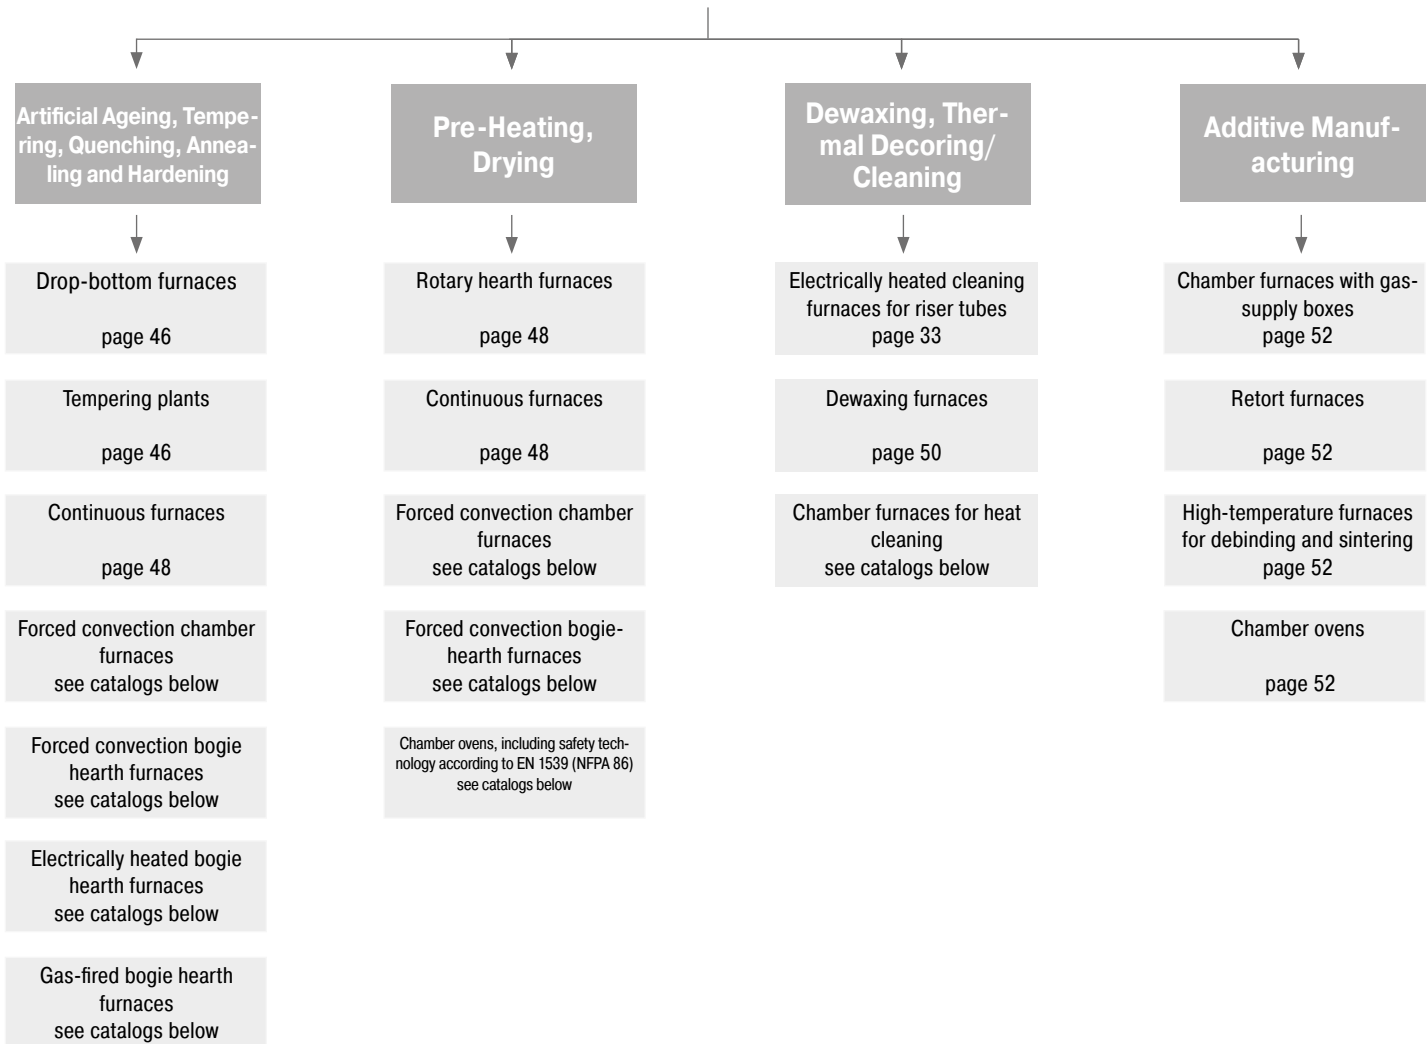 Artificial Ageing, Tempe-
ring, Quenching, Annea-
ling and Hardening
Drop-bottom furnaces
page 46
Tempering plants
page 46
Continuous furnaces
page 48
Forced convection chamber
furnaces
see catalogs below
Forced convection bogie
hearth furnaces
see catalogs below
Electrically heated bogie
hearth furnaces
see catalogs below
Gas-fired bogie hearth
furnaces
see catalogs below
Pre-Heating,
Drying
Rotary hearth furnaces
page 48
Continuous furnaces
page 48
Forced convection chamber
furnaces
see catalogs below
Forced convection bogie-
hearth furnaces
see catalogs below
Chamber ovens, including safety tech-
nology according to EN 1539 (NFPA 86)
see catalogs below
Dewaxing, Ther-
mal Decoring/
Cleaning
Electrically heated cleaning
furnaces for riser tubes
page 33
Dewaxing furnaces
page 50
Chamber furnaces for heat
cleaning
see catalogs below
Additive Manuf-
acturing
Chamber furnaces with gas-
supply boxes
page 52
Retort furnaces
page 52
High-temperature furnaces
for debinding and sintering
page 52
Chamber ovens
page 52